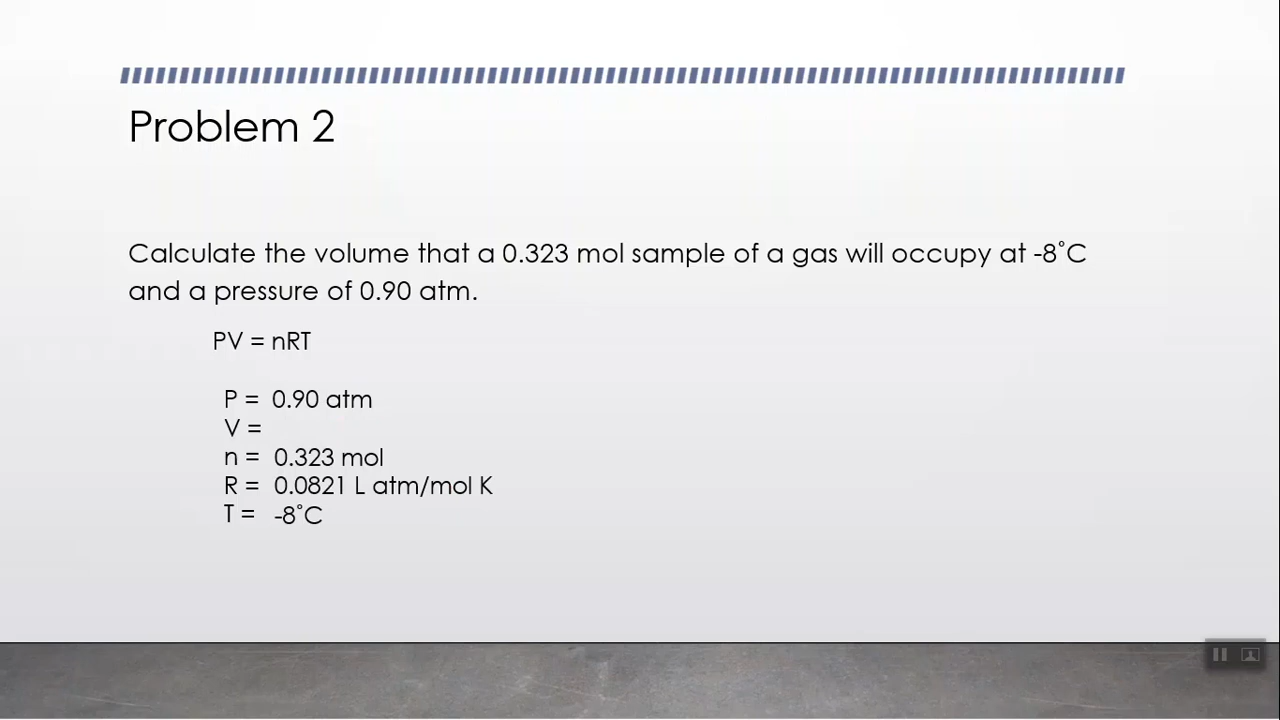 Problem 2
Calculate the volume that a 0.323 mol sample of a gas will occupy at -8˚C
and a pressure of 0.90 atm.
PV = nRT
P = 0.90 atm
V =
n = 0.323 mol
R = 0.0821 L atm/mol K
T = -8˚C